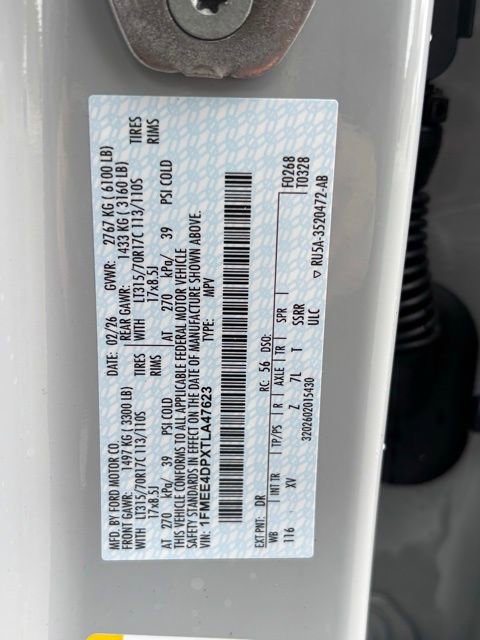 MFD. BY FORD MOTOR CO. DATE: 02/26 GVWR: 2767 KG ( 6100 LB)
FRONT GAWR: 1497 KG ( 3300 LB) REAR GAWR: 1433 KG ( 3160 LB)
WITH LT315/70R17C 113/110S TIRES WITH LT315/70R17C 113/110S TIRES
17x8.5J RIMS 17x8.5J RIMS
AT 270 kPa/ 39 PSI COLD AT 270 kPa/ 39 PSI COLD
THIS VEHICLE CONFORMS TO ALL APPLICABLE FEDERAL MOTOR VEHICLE
SAFETY STANDARDS IN EFFECT ON THE DATE OF MANUFACTURE SHOWN ABOVE.
VIN: 1FMEE4DPXTLA47623 TYPE: MPV
F0268
T0328
EXT PNT: DR RC: 56 DSO:
WB INT TR TP/PS R AXLE TR SPR
116 XV Z 7L T SSRR
ULC
3202602015430
▽ RU5A-3520472-AB